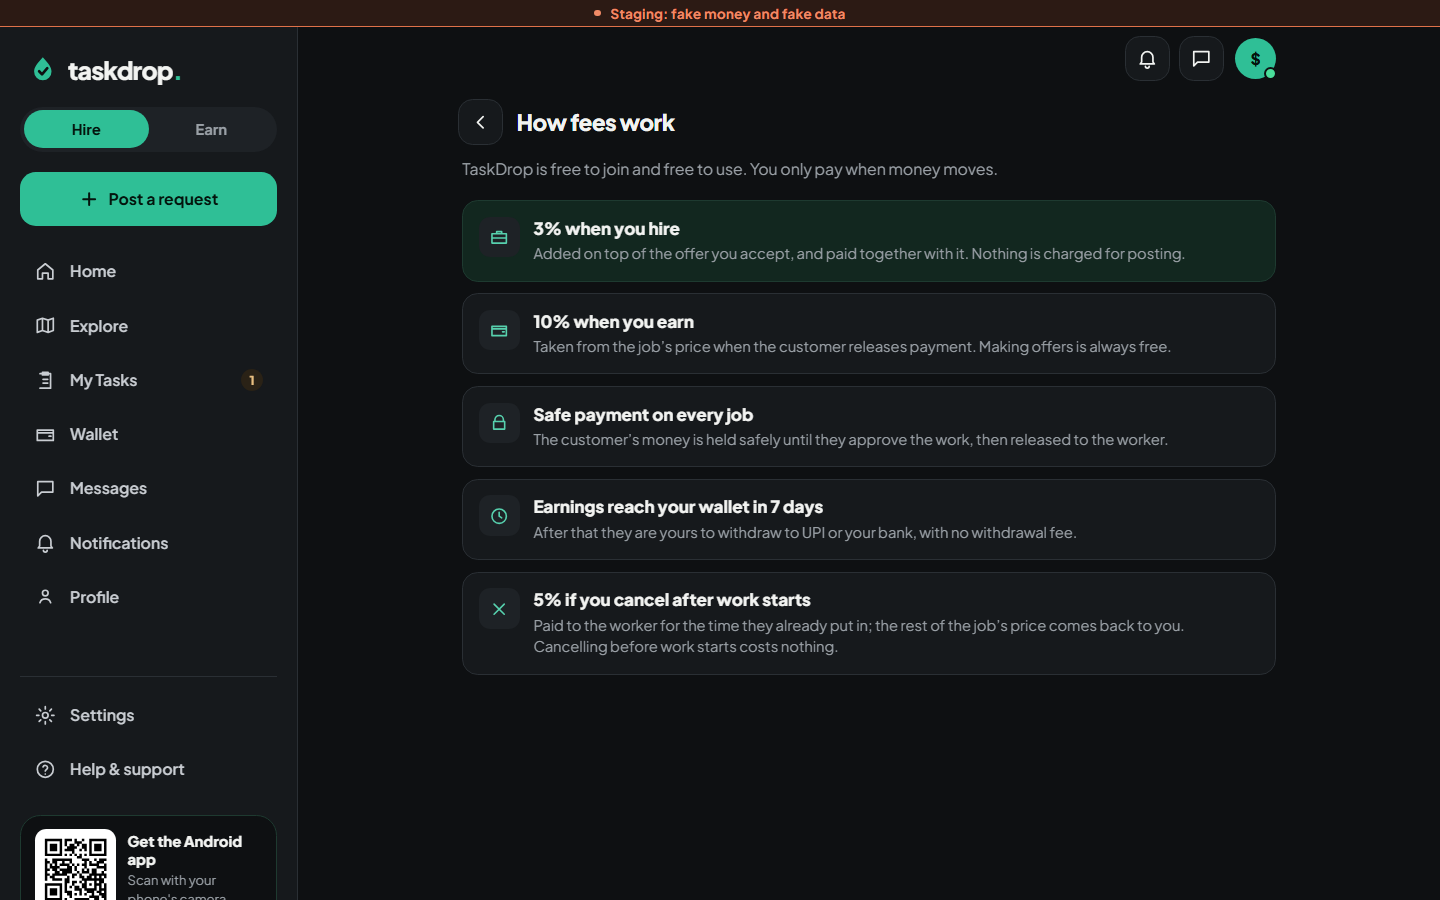 Staging: fake money and fake data
taskdrop.
Hire
Earn
Post a request
Home
Explore
My Tasks
1
Wallet
Messages
Notifications
Profile
Settings
Help & support
Get the Android
app
Scan with your
phone's camera
$
How fees work
TaskDrop is free to join and free to use. You only pay when money moves.
3% when you hire
Added on top of the offer you accept, and paid together with it. Nothing is charged for posting.
10% when you earn
Taken from the job's price when the customer releases payment. Making offers is always free.
Safe payment on every job
The customer's money is held safely until they approve the work, then released to the worker.
Earnings reach your wallet in 7 days
After that they are yours to withdraw to UPI or your bank, with no withdrawal fee.
5% if you cancel after work starts
Paid to the worker for the time they already put in; the rest of the job's price comes back to you.
Cancelling before work starts costs nothing.